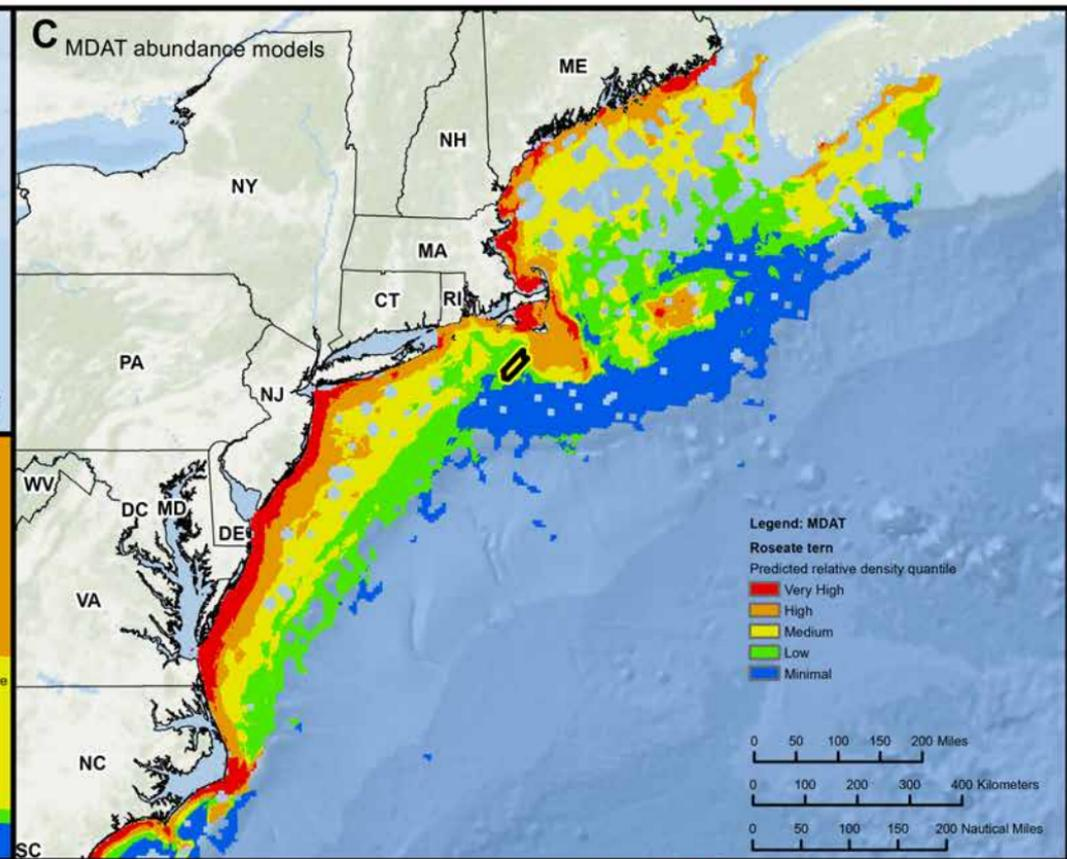 C MDAT abundance models
ME
NH
NY
MA
CT
RI
PA
NJ
WV
DC
MD
DE
VA
NC
SC
e
Legend: MDAT
Roseate tern
Predicted relative density quantile
Very High
High
Medium
Low
Minimal
0 50 100 150 200 Miles
0 100 200 300 400 Kilometers
0 50 100 150 200 Nautical Miles